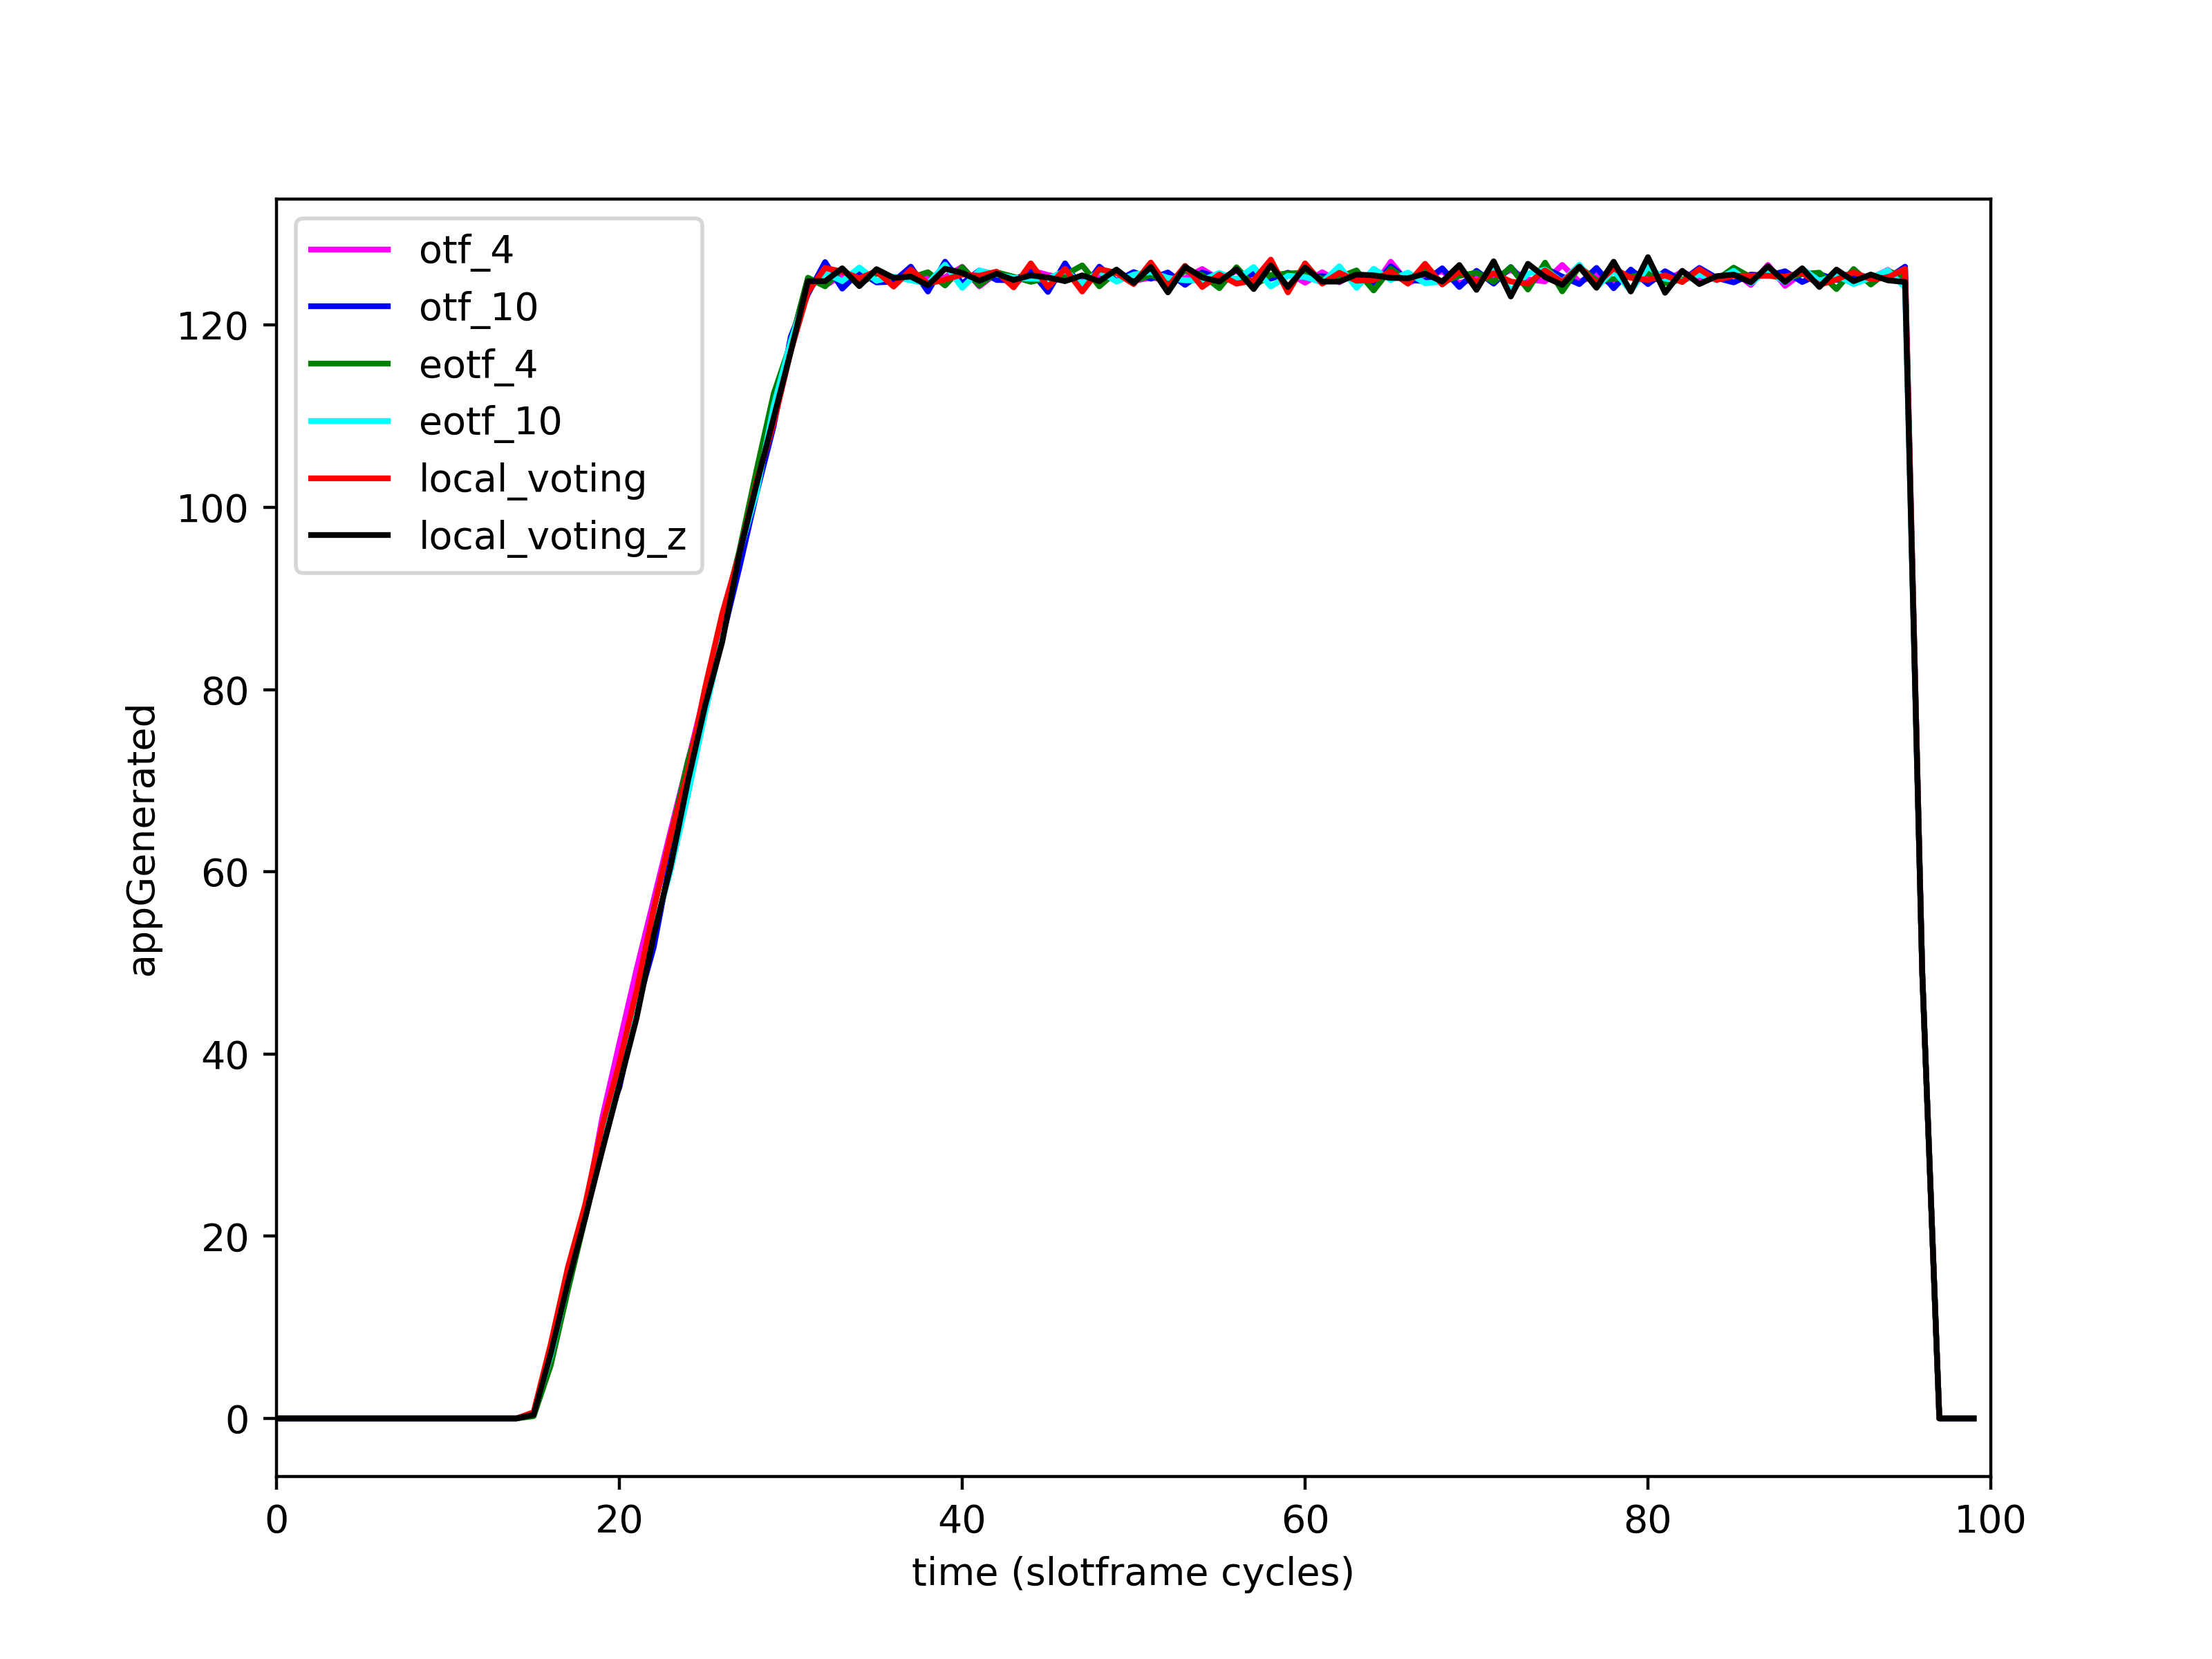 otf_4
otf_10
eotf_4
eotf_10
local_voting
local_voting_z
120
100
80
60
40
20
0
appGenerated
0 20 40 60 80 100
time (slotframe cycles)